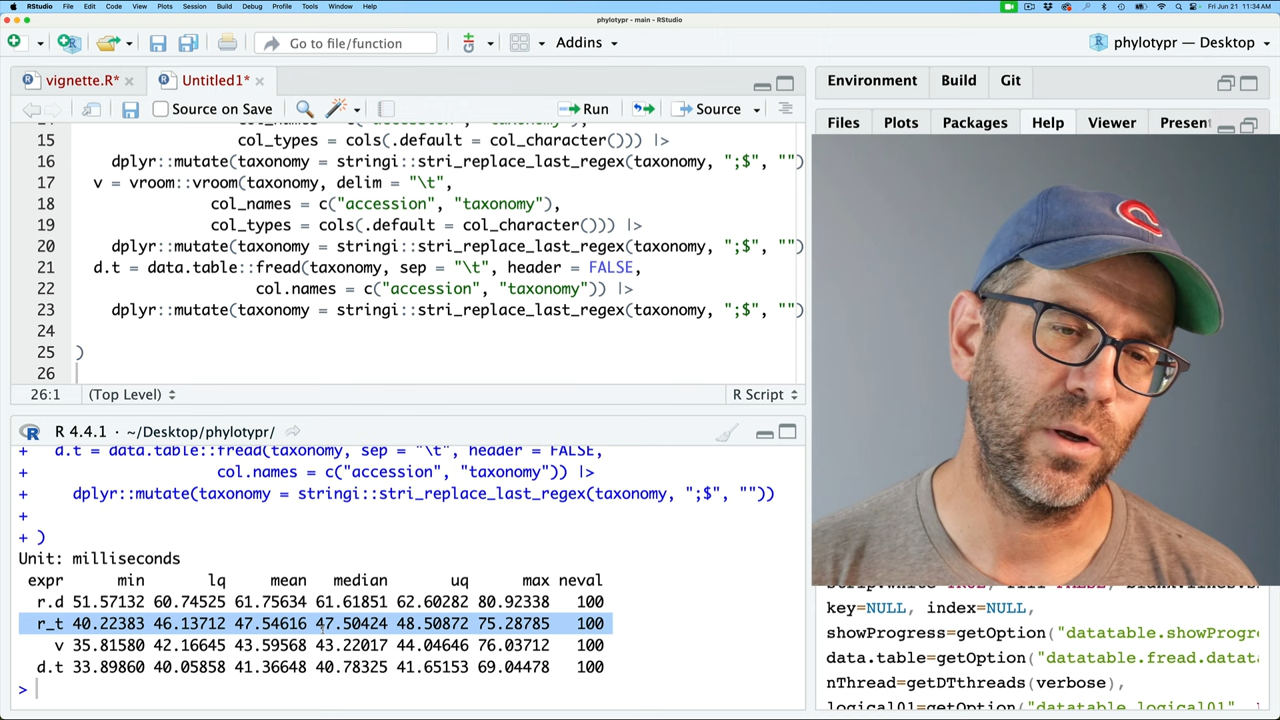 RStudio File Edit Code View Plots Session Build Debug Profile Tools Window Help Fri Jun 21 11:34 AM
phylotypr - main - RStudio
Go to file/function Addins phylotypr — Desktop
vignette.R* Untitled1*
Source on Save Run Source
15 col_types = cols(.default = col_character())) |>
16 dplyr::mutate(taxonomy = stringi::stri_replace_last_regex(taxonomy, ";$", "")
17 v = vroom::vroom(taxonomy, delim = "\t",
18 col_names = c("accession", "taxonomy"),
19 col_types = cols(.default = col_character())) |>
20 dplyr::mutate(taxonomy = stringi::stri_replace_last_regex(taxonomy, ";$", "")
21 d.t = data.table::fread(taxonomy, sep = "\t", header = FALSE,
22 col.names = c("accession", "taxonomy")) |>
23 dplyr::mutate(taxonomy = stringi::stri_replace_last_regex(taxonomy, ";$", "")
24
25 )
26
26:1 (Top Level) R Script
R 4.4.1 · ~/Desktop/phylotypr/
+ d.t = data.table::fread(taxonomy, sep = "\t", header = FALSE,
+ col.names = c("accession", "taxonomy")) |>
+ dplyr::mutate(taxonomy = stringi::stri_replace_last_regex(taxonomy, ";$", ""))
+
+ )
Unit: milliseconds
expr min lq mean median uq max neval
r.d 51.57132 60.74525 61.75634 61.61851 62.60282 80.92338 100
r_t 40.22383 46.13712 47.54616 47.50424 48.50872 75.28785 100
v 35.81580 42.16645 43.59568 43.22017 44.04646 76.03712 100
d.t 33.89860 40.05858 41.36648 40.78325 41.65153 69.04478 100
>
Environment Build Git
Files Plots Packages Help Viewer Present
key=NULL, index=NULL,
showProgress=getOption("datatable.showProgre
data.table=getOption("datatable.fread.datata
nThread=getDTthreads(verbose),
logical01=getOption("datatable.logical01",